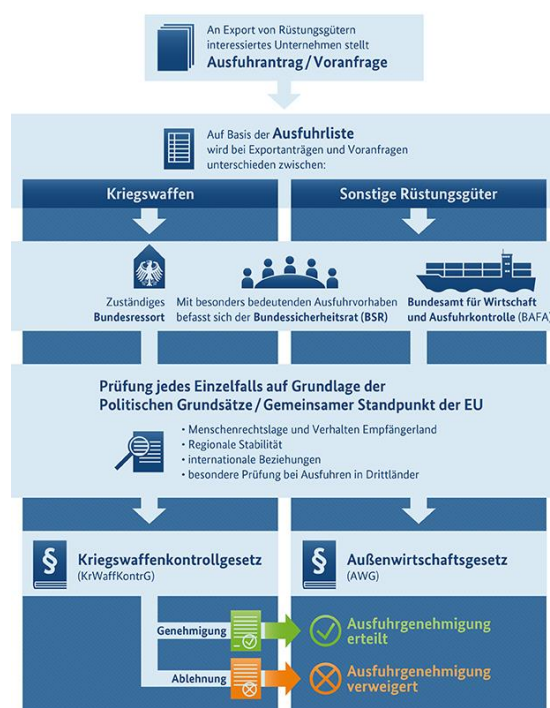 An Export von Rüstungsgütern
interessiertes Unternehmen stellt
Ausfuhrantrag / Voranfrage
Auf Basis der Ausfuhrliste
wird bei Exportanträgen und Voranfragen
unterschieden zwischen:
Kriegswaffen
Sonstige Rüstungsgüter
Zuständiges
Bundesressort
Mit besonders bedeutenden Ausfuhrvorhaben
befasst sich der Bundessicherheitsrat (BSR)
Bundesamt für Wirtschaft
und Ausfuhrkontrolle (BAFA)
Prüfung jedes Einzelfalls auf Grundlage der
Politischen Grundsätze / Gemeinsamer Standpunkt der EU
• Menschenrechtslage und Verhalten Empfängerland
• Regionale Stabilität
• internationale Beziehungen
• besondere Prüfung bei Ausfuhren in Drittländer
§
Kriegswaffenkontrollgesetz
(KrWaffKontrG)
§
Außenwirtschaftsgesetz
(AWG)
Genehmigung
Ausfuhrgenehmigung
erteilt
Ablehnung
Ausfuhrgenehmigung
verweigert